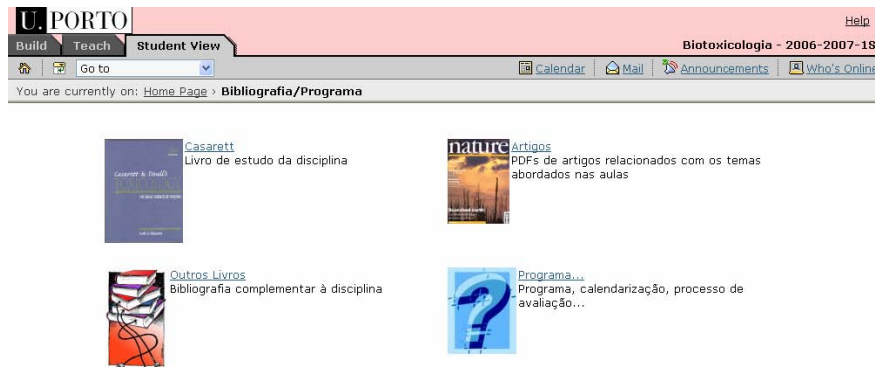 U. PORTO
Help
Build Teach Student View
Biotoxicologia - 2006-2007-1S
Go to
Calendar Mail Announcements Who's Online
You are currently on: Home Page › Bibliografia/Programa
Casarett
Livro de estudo da disciplina
Casarett & Doull's
nature
Artigos
PDFs de artigos relacionados com os temas
abordados nas aulas
Outros Livros
Bibliografia complementar à disciplina
Programa...
Programa, calendarização, processo de
avaliação...